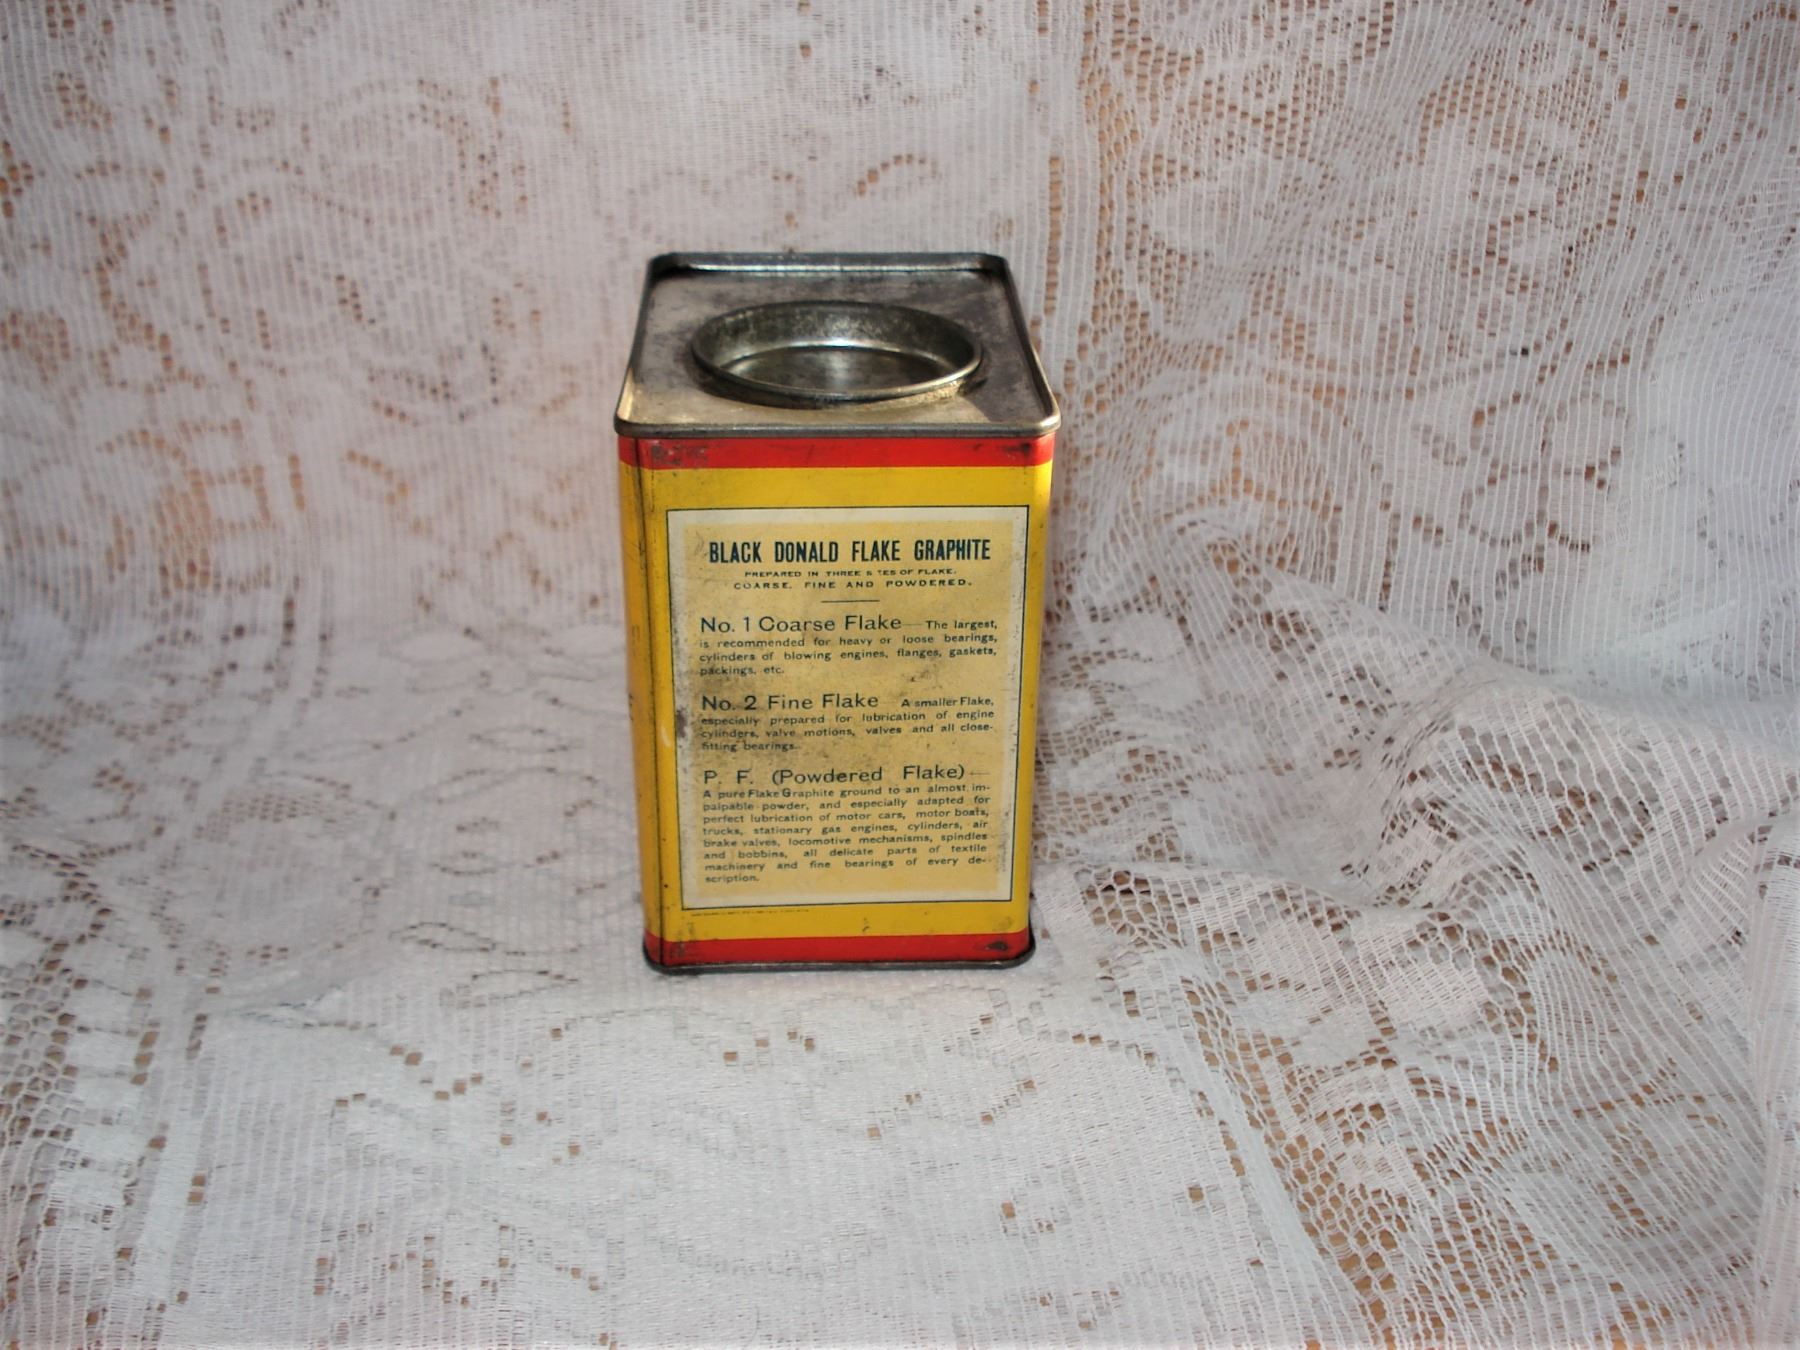 BLACK DONALD FLAKE GRAPHITE
PREPARED IN THREE OF FLAKE.
COARSE, FINE AND POWDERED.
No. 1 Coarse Flake—The largest,
is recommended for heavy or loose bearings,
cylinders of blowing engines, flanges, gaskets,
packings, etc.
No. 2 Fine Flake A smaller Flake,
especially prepared for lubrication of engine
cylinders, valve motions, valves and all close-
fitting bearings.
P. F. (Powdered Flake)—
A pure Flake Graphite ground to an almost im-
palpable powder, and especially adapted for
perfect lubrication of motor cars, motor boats,
trucks, stationary gas engines, cylinders, air
brake valves, locomotive mechanisms, spindles
and bobbins, all delicate parts of textile
machinery and fine bearings of every de-
scription.